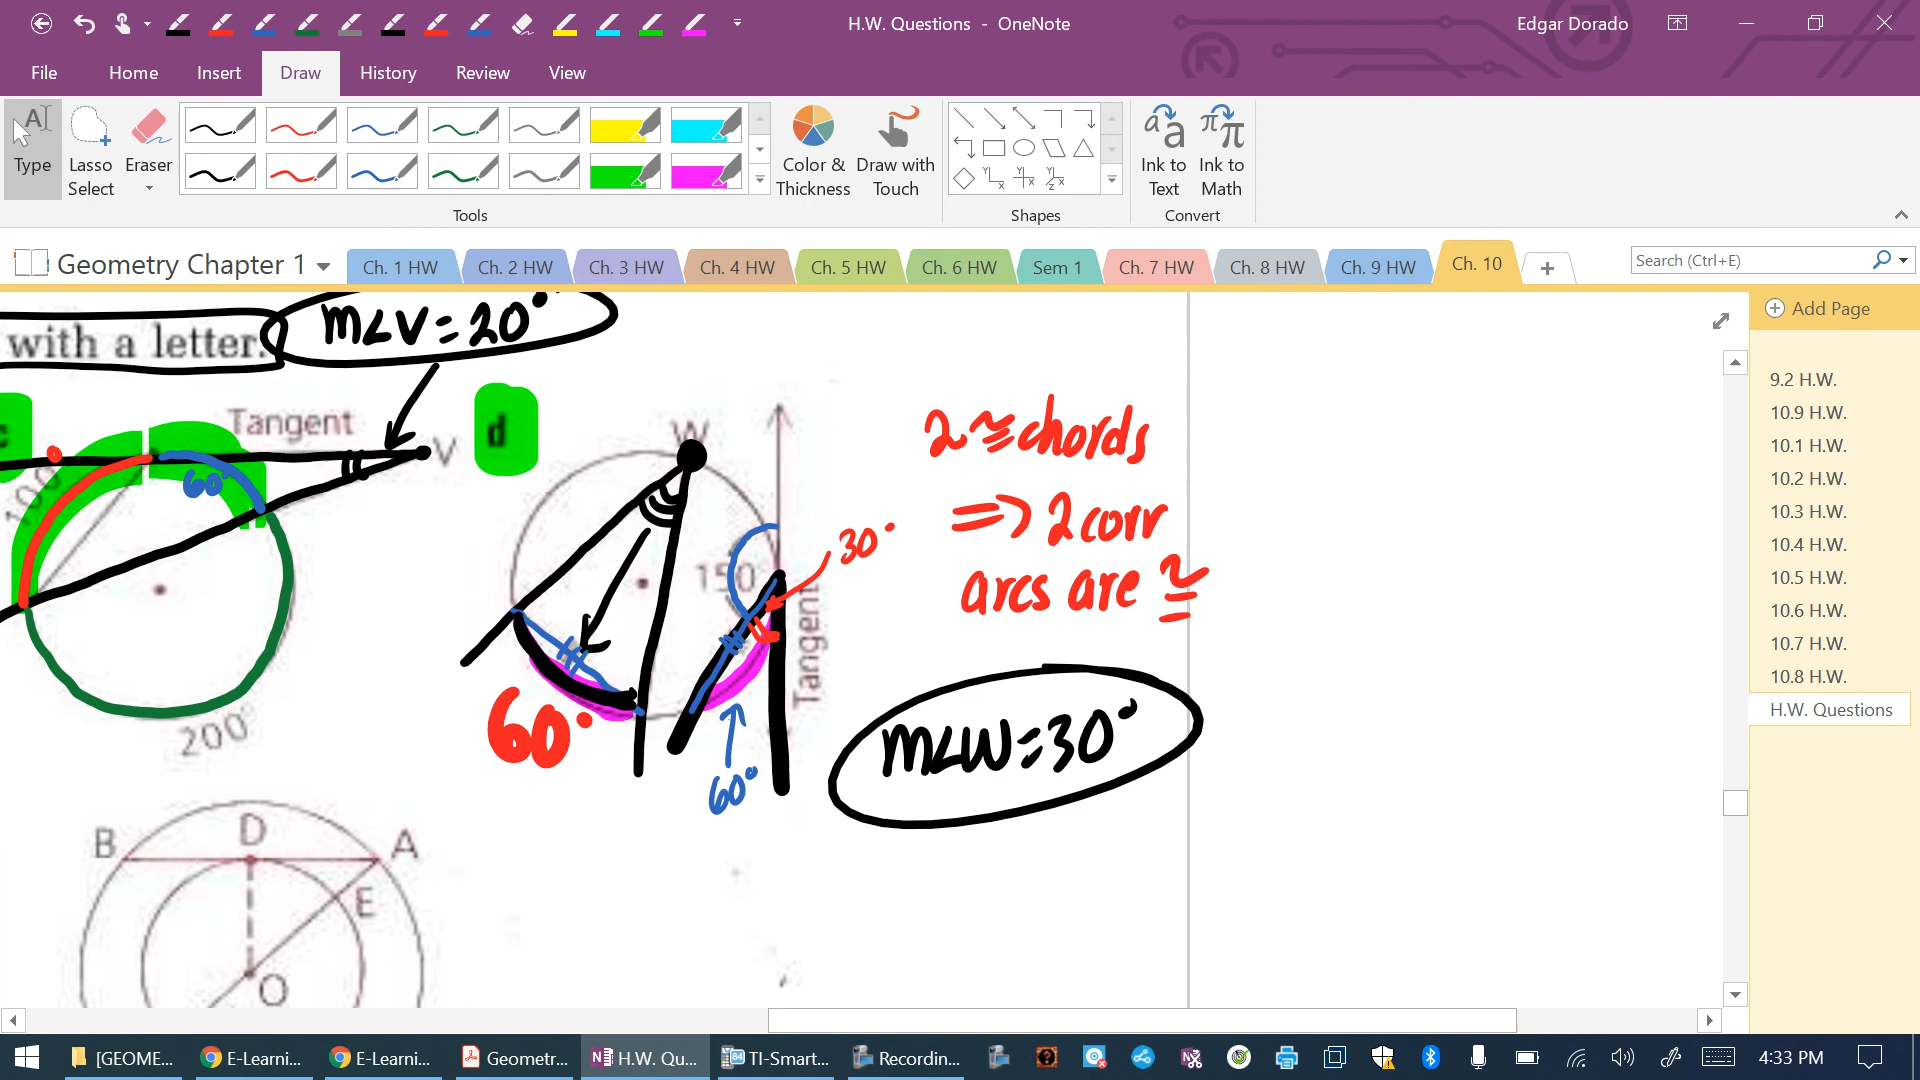 H.W. Questions - OneNote
Edgar Dorado
File Home Insert Draw History Review View
Type
Lasso Select
Eraser
Color & Thickness
Draw with Touch
Ink to Text
Ink to Math
Tools
Shapes
Convert
Geometry Chapter 1
Ch. 1 HW Ch. 2 HW Ch. 3 HW Ch. 4 HW Ch. 5 HW Ch. 6 HW Sem 1 Ch. 7 HW Ch. 8 HW Ch. 9 HW Ch. 10
Search (Ctrl+E)
Add Page
9.2 H.W.
10.9 H.W.
10.1 H.W.
10.2 H.W.
10.3 H.W.
10.4 H.W.
10.5 H.W.
10.6 H.W.
10.7 H.W.
10.8 H.W.
H.W. Questions
with a letter.
m∠V=20°
c
Tangent
V
100
60°
200
d
W
150
30°
Tangent
60°
60°
2 ≅ chords
=> 2 corr
arcs are ≅
m∠W=30°
B D A
E
O
[GEOME... E-Learni... E-Learni... Geometr... H.W. Qu... TI-Smart... Recordin... 4:33 PM